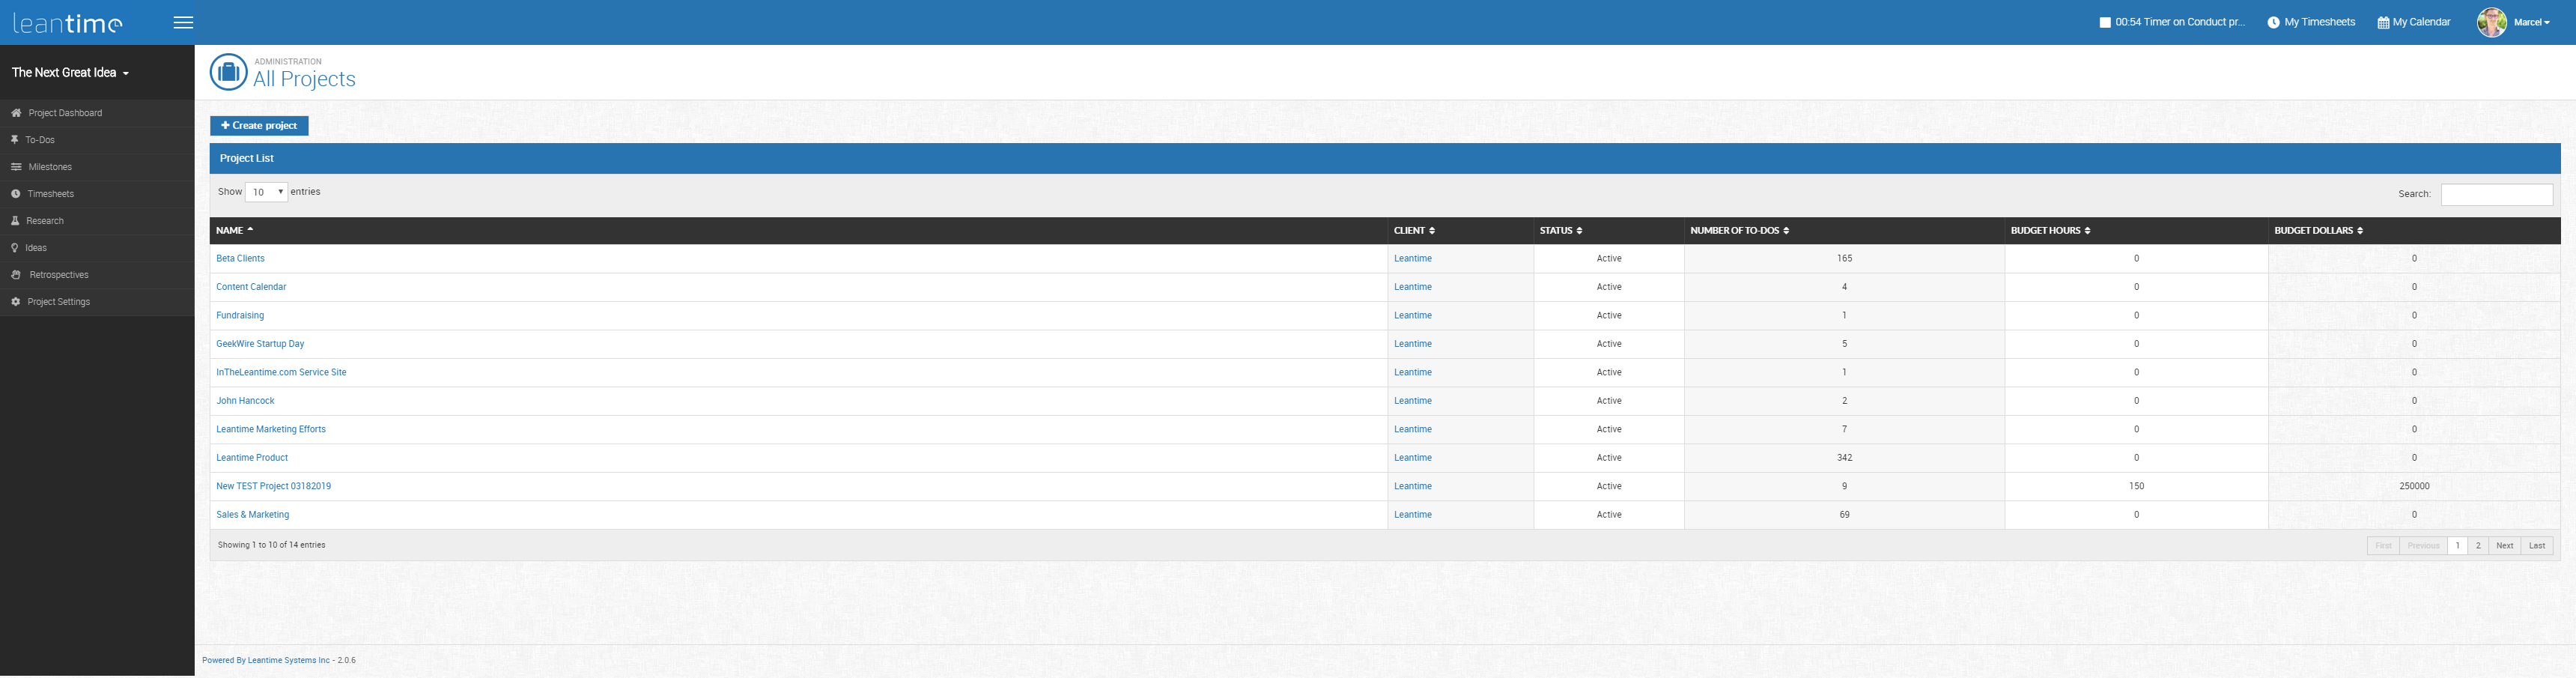 leantime
00:54 Timer on Conduct pr... My Timesheets My Calendar Marcel
The Next Great Idea
Project Dashboard
To-Dos
Milestones
Timesheets
Research
Ideas
Retrospectives
Project Settings
ADMINISTRATION
All Projects
Create project
Project List
Show 10 entries Search:
NAME CLIENT STATUS NUMBER OF TO-DOS BUDGET HOURS BUDGET DOLLARS
Beta Clients Leantime Active 165 0 0
Content Calendar Leantime Active 4 0 0
Fundraising Leantime Active 1 0 0
GeekWire Startup Day Leantime Active 5 0 0
InTheLeantime.com Service Site Leantime Active 1 0 0
John Hancock Leantime Active 2 0 0
Leantime Marketing Efforts Leantime Active 7 0 0
Leantime Product Leantime Active 342 0 0
New TEST Project 03182019 Leantime Active 9 150 250000
Sales & Marketing Leantime Active 69 0 0
Showing 1 to 10 of 14 entries First Previous 1 2 Next Last
Powered By Leantime Systems Inc - 2.0.6